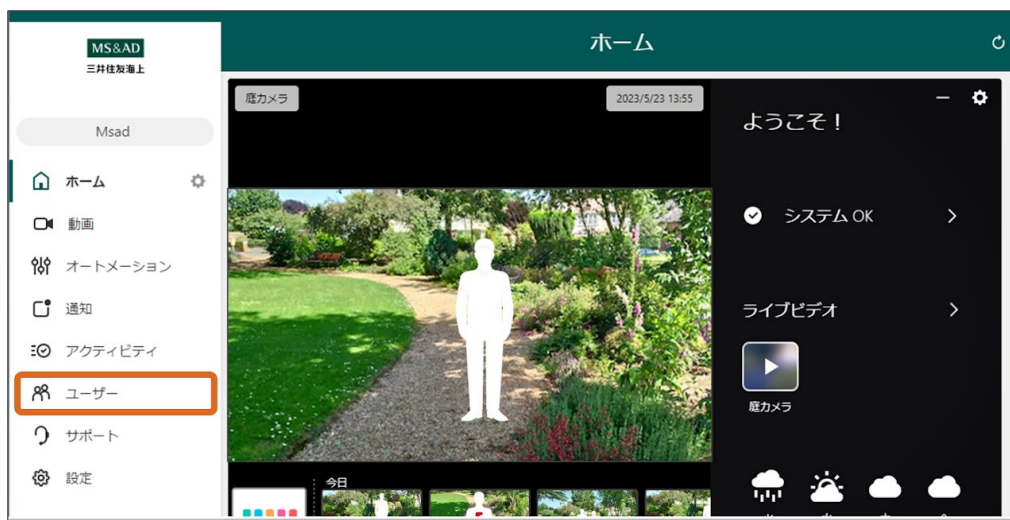 MS&AD
三井住友海上
Msad
ホーム
動画
オートメーション
通知
アクティビティ
ユーザー
サポート
設定
ホーム
庭カメラ
2023/5/23 13:55
今日
ようこそ！
システム OK
ライブビデオ
庭カメラ